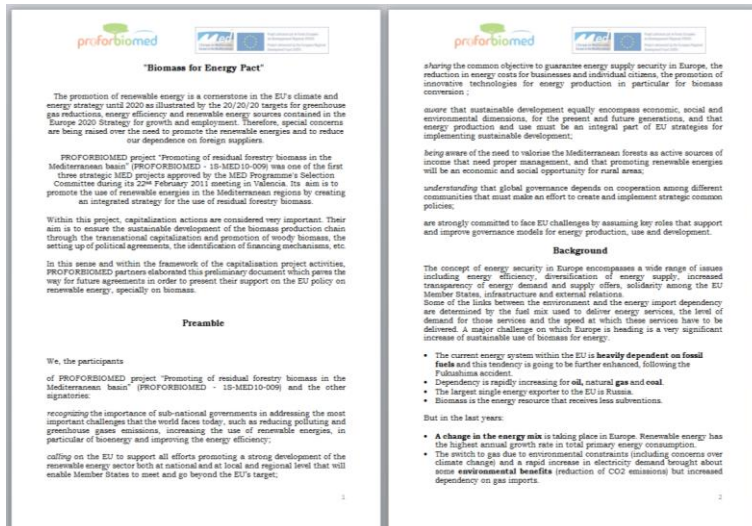 proforbiomed
Med
"Biomass for Energy Pact"
The promotion of renewable energy is a cornerstone in the EU's climate and
energy strategy until 2020 as illustrated by the 20/20/20 targets for greenhouse
gas reductions, energy efficiency and renewable energy sources contained in the
Europe 2020 Strategy for growth and employment. Therefore, special concerns
are being raised over the need to promote the renewable energies and to reduce
our dependence on foreign suppliers.
PROFORBIOMED project "Promoting of residual forestry biomass in the
Mediterranean basin" (PROFORBIOMED - 1S-MED10-009) was one of the first
three strategic MED projects approved by the MED Programme's Selection
Committee during its 22nd February 2011 meeting in Valencia. Its aim is to
promote the use of renewable energies in the Mediterranean regions by creating
an integrated strategy for the use of residual forestry biomass.
Within this project, capitalization actions are considered very important. Their
aim is to ensure the sustainable development of the biomass production chain
through the transnational capitalization and promotion of woody biomass, the
setting up of political agreements, the identification of financing mechanisms, etc.
In this sense and within the framework of the capitalisation project activities,
PROFORBIOMED partners elaborated this preliminary document which paves the
way for future agreements in order to present their support on the EU policy on
renewable energy, specially on biomass.
Preamble
We, the participants
of PROFORBIOMED project "Promoting of residual forestry biomass in the
Mediterranean basin" (PROFORBIOMED - 1S-MED10-009) and the other
signatories:
recognizing the importance of sub-national governments in addressing the most
important challenges that the world faces today, such as reducing polluting and
greenhouse gases emissions, increasing the use of renewable energies, in
particular of bioenergy and improving the energy efficiency;
calling on the EU to support all efforts promoting a strong development of the
renewable energy sector both at national and at local and regional level that will
enable Member States to meet and go beyond the EU's target;
1
proforbiomed
Med
sharing the common objective to guarantee energy supply security in Europe, the
reduction in energy costs for businesses and individual citizens, the promotion of
innovative technologies for energy production in particular for biomass
conversion ;
aware that sustainable development equally encompass economic, social and
environmental dimensions, for the present and future generations, and that
energy production and use must be an integral part of EU strategies for
implementing sustainable development;
being aware of the need to valorise the Mediterranean forests as active sources of
income that need proper management, and that promoting renewable energies
will be an economic and social opportunity for rural areas;
understanding that global governance depends on cooperation among different
communities that must make an effort to create and implement strategic common
policies;
are strongly committed to face EU challenges by assuming key roles that support
and improve governance models for energy production, use and development.
Background
The concept of energy security in Europe encompasses a wide range of issues
including energy efficiency, diversification of energy supply, increased
transparency of energy demand and supply offers, solidarity among the EU
Member States, infrastructure and external relations.
Some of the links between the environment and the energy import dependency
are determined by the fuel mix used to deliver energy services, the level of
demand for those services and the speed at which these services have to be
delivered. A major challenge on which Europe is heading is a very significant
increase of sustainable use of biomass for energy.
• The current energy system within the EU is heavily dependent on fossil
fuels and this tendency is going to be further enhanced, following the
Fukushima accident.
• Dependency is rapidly increasing for oil, natural gas and coal.
• The largest single energy exporter to the EU is Russia.
• Biomass is the energy resource that receives less subventions.
But in the last years:
• A change in the energy mix is taking place in Europe. Renewable energy has
the highest annual growth rate in total primary energy consumption.
• The switch to gas due to environmental constraints (including concerns over
climate change) and a rapid increase in electricity demand brought about
some environmental benefits (reduction of CO2 emissions) but increased
dependency on gas imports.
2